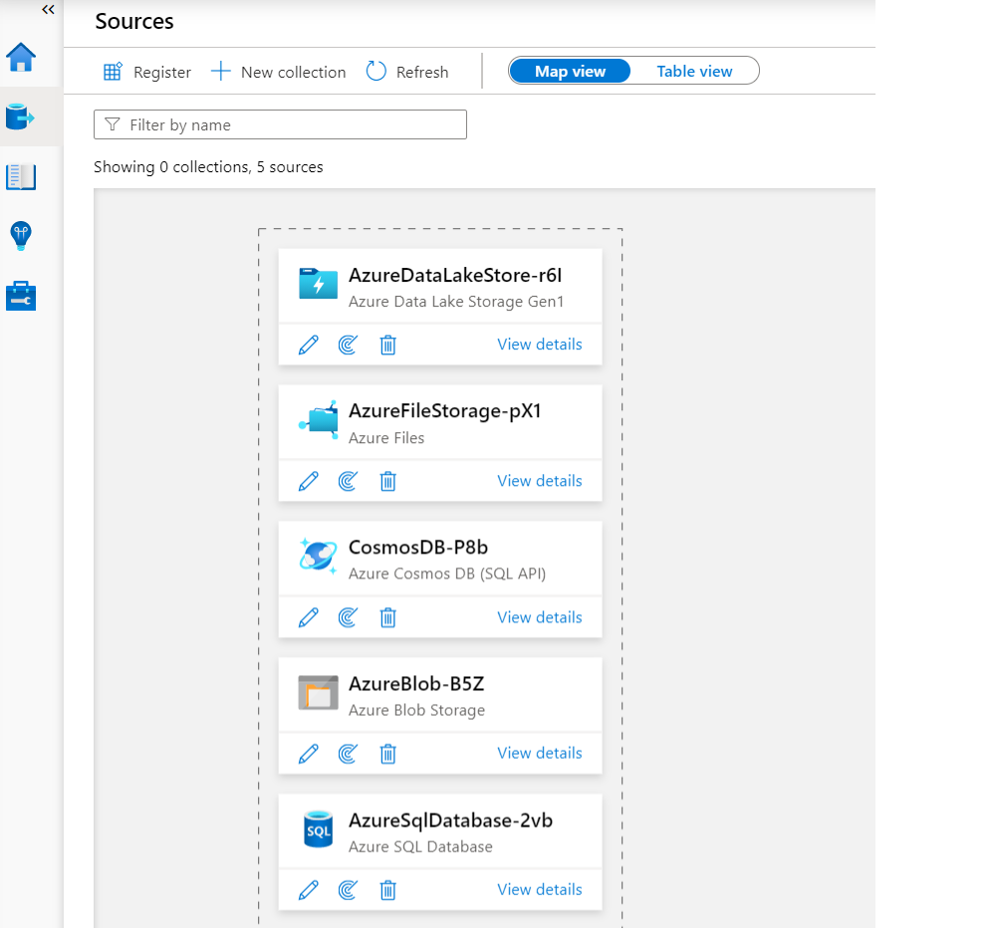 «
Sources
Register New collection Refresh Map view Table view
Filter by name
Showing 0 collections, 5 sources
AzureDataLakeStore-r6I
Azure Data Lake Storage Gen1
View details
AzureFileStorage-pX1
Azure Files
View details
CosmosDB-P8b
Azure Cosmos DB (SQL API)
View details
AzureBlob-B5Z
Azure Blob Storage
View details
SQL
AzureSqlDatabase-2vb
Azure SQL Database
View details